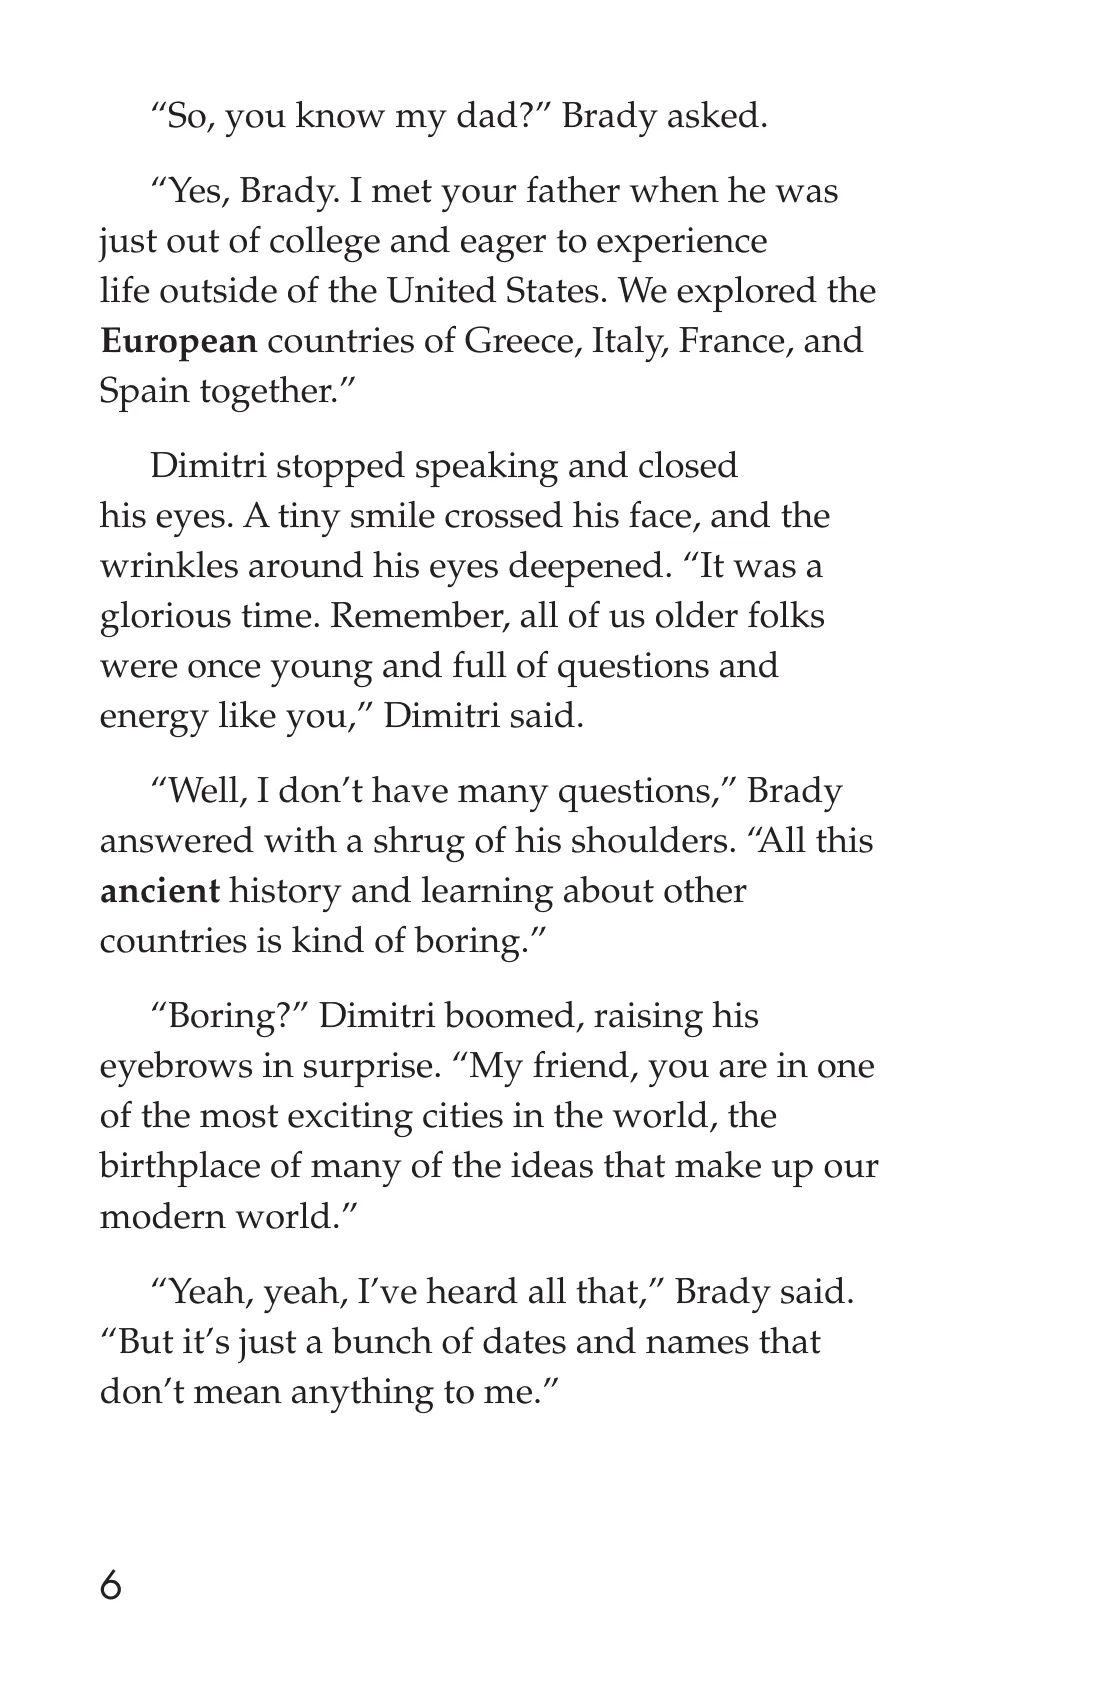 “So, you know my dad?” Brady asked.
“Yes, Brady. I met your father when he was
just out of college and eager to experience
life outside of the United States. We explored the
European countries of Greece, Italy, France, and
Spain together.”
Dimitri stopped speaking and closed
his eyes. A tiny smile crossed his face, and the
wrinkles around his eyes deepened. “It was a
glorious time. Remember, all of us older folks
were once young and full of questions and
energy like you,” Dimitri said.
“Well, I don’t have many questions,” Brady
answered with a shrug of his shoulders. “All this
ancient history and learning about other
countries is kind of boring.”
“Boring?” Dimitri boomed, raising his
eyebrows in surprise. “My friend, you are in one
of the most exciting cities in the world, the
birthplace of many of the ideas that make up our
modern world.”
“Yeah, yeah, I’ve heard all that,” Brady said.
“But it’s just a bunch of dates and names that
don’t mean anything to me.”
6